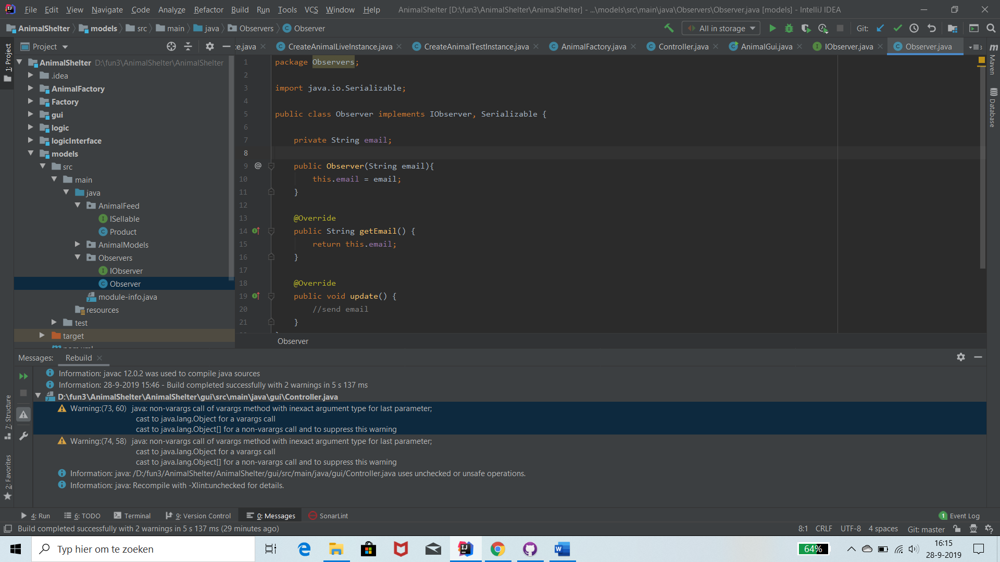 File Edit View Navigate Code Analyze Refactor Build Run Tools VCS Window Help AnimalShelter [D:\fun3\AnimalShelter\AnimalShelter] - ...\models\src\main\java\Observers\Observer.java [models] - IntelliJ IDEA
AnimalShelter models src main java Observers Observer All in storage Git:
1: Project
Project
ce.java CreateAnimalLiveInstance.java CreateAnimalTestInstance.java AnimalFactory.java Controller.java AnimalGui.java IObserver.java Observer.java 3
Maven
Database
AnimalShelter D:\fun3\AnimalShelter\AnimalShelter
.idea
AnimalFactory
Factory
gui
logic
logicInterface
models
src
main
java
AnimalFeed
ISellable
Product
AnimalModels
Observers
IObserver
Observer
module-info.java
resources
test
target
pom.xml
1 package Observers;
2
3 import java.io.Serializable;
4
5 public class Observer implements IObserver, Serializable {
6
7 private String email;
8
9 @ public Observer(String email){
10 this.email = email;
11 }
12
13 @Override
14 public String getEmail() {
15 return this.email;
16 }
17
18 @Override
19 public void update() {
20 //send email
21 }
Observer
Messages: Rebuild
Information: javac 12.0.2 was used to compile java sources
Information: 28-9-2019 15:46 - Build completed successfully with 2 warnings in 5 s 137 ms
D:\fun3\AnimalShelter\AnimalShelter\gui\src\main\java\gui\Controller.java
Warning:(73, 60) java: non-varargs call of varargs method with inexact argument type for last parameter;
cast to java.lang.Object for a varargs call
cast to java.lang.Object[] for a non-varargs call and to suppress this warning
Warning:(74, 58) java: non-varargs call of varargs method with inexact argument type for last parameter;
cast to java.lang.Object for a varargs call
cast to java.lang.Object[] for a non-varargs call and to suppress this warning
Information: java: /D:/fun3/AnimalShelter/AnimalShelter/gui/src/main/java/gui/Controller.java uses unchecked or unsafe operations.
Information: java: Recompile with -Xlint:unchecked for details.
7: Structure
2: Favorites
4: Run 6: TODO Terminal 9: Version Control 0: Messages SonarLint 1 Event Log
Build completed successfully with 2 warnings in 5 s 137 ms (29 minutes ago) 8:1 CRLF UTF-8 4 spaces Git: master
Typ hier om te zoeken 64% 16:15
28-9-2019